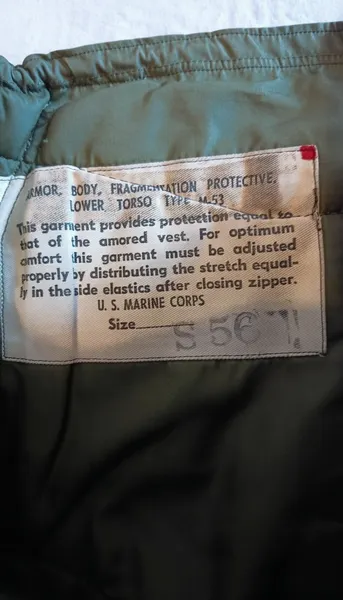 ARMOR, BODY, FRAGMENTATION PROTECTIVE,
LOWER TORSO TYPE M-53
This garment provides protection equal to
that of the amored vest. For optimum
comfort this garment must be adjusted
properly by distributing the stretch equal-
ly in the side elastics after closing zipper.
U. S. MARINE CORPS
Size
S 56